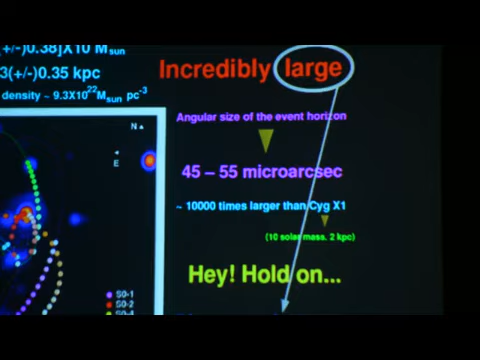 (+/-)0.38]X10 M sun
3(+/-)0.35 kpc
density ~ 9.3X10²² Msun pc-3
Incredibly large
Angular size of the event horizon
45 – 55 microarcsec
~ 10000 times larger than Cyg X1
(10 solar mass. 2 kpc)
Hey! Hold on...
N
E
S0-1
S0-2
S0-4